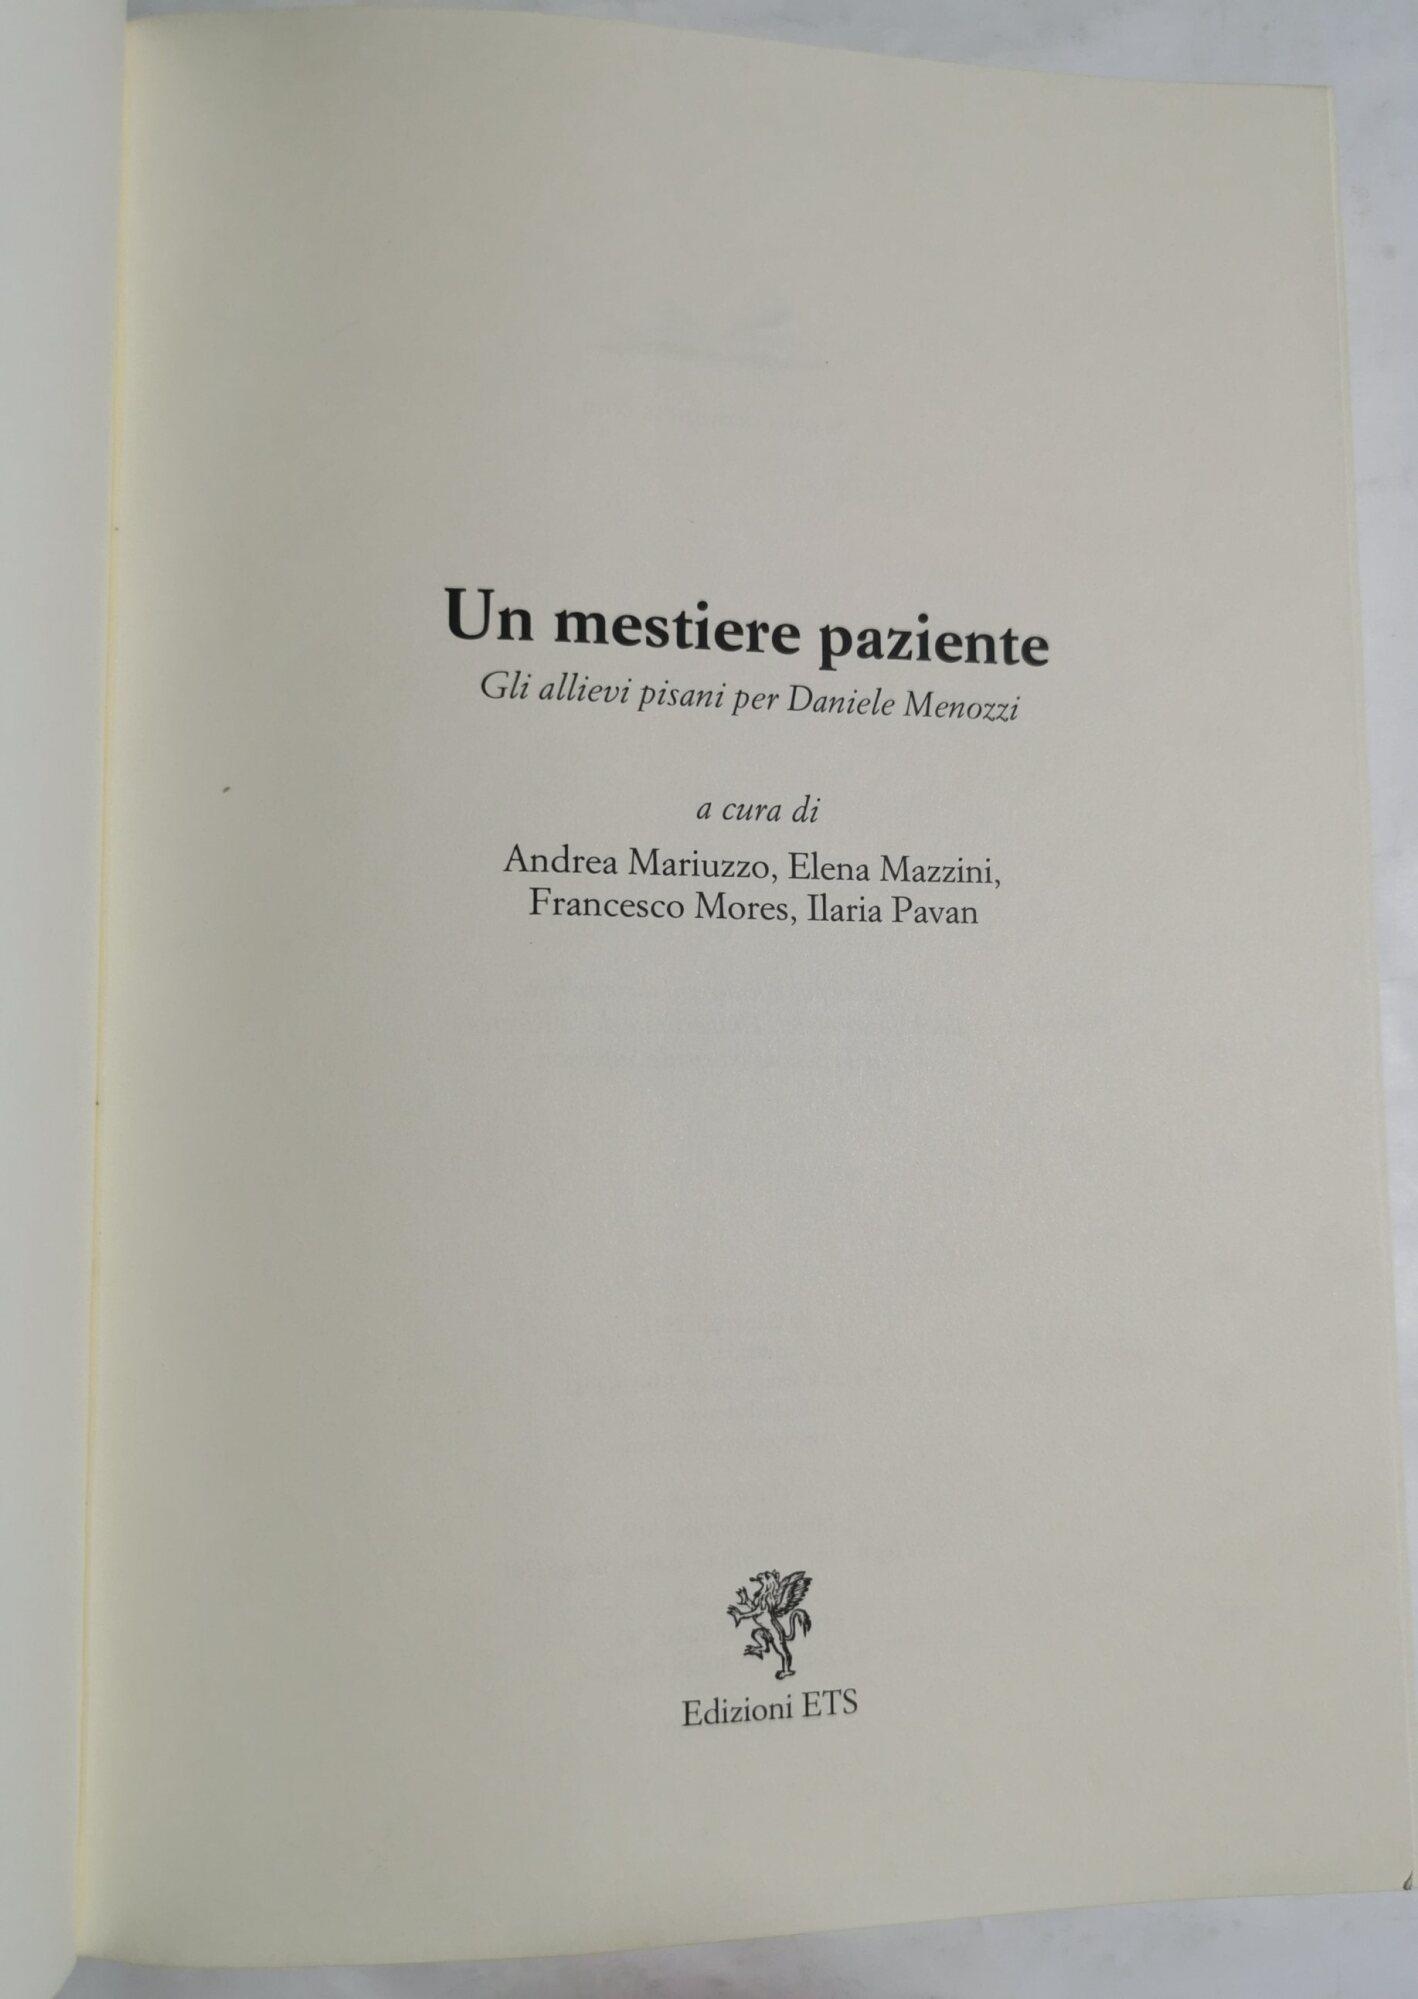 Un mestiere paziente
Gli allievi pisani per Daniele Menozzi
a cura di
Andrea Mariuzzo, Elena Mazzini,
Francesco Mores, Ilaria Pavan
Edizioni ETS